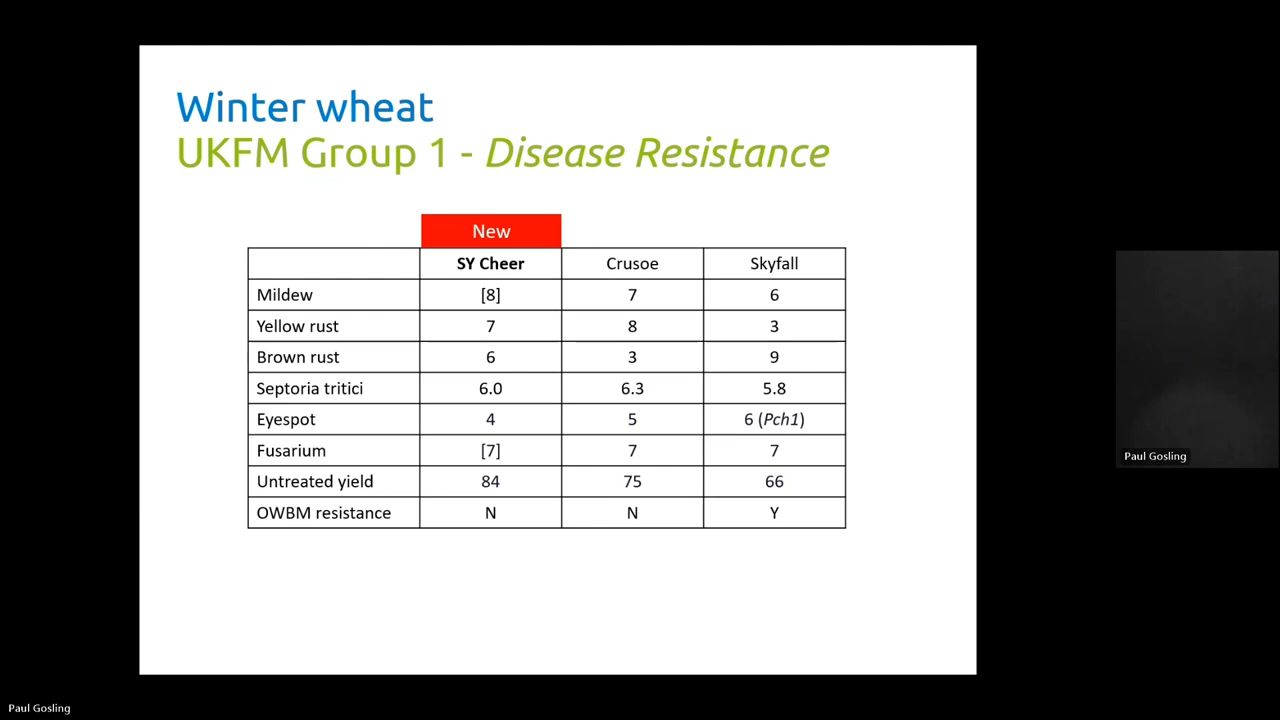 Winter wheat
UKFM Group 1 - Disease Resistance
New
SY Cheer Crusoe Skyfall
Mildew [8] 7 6
Yellow rust 7 8 3
Brown rust 6 3 9
Septoria tritici 6.0 6.3 5.8
Eyespot 4 5 6 (Pch1)
Fusarium [7] 7 7
Untreated yield 84 75 66
OWBM resistance N N Y
Paul Gosling
Paul Gosling